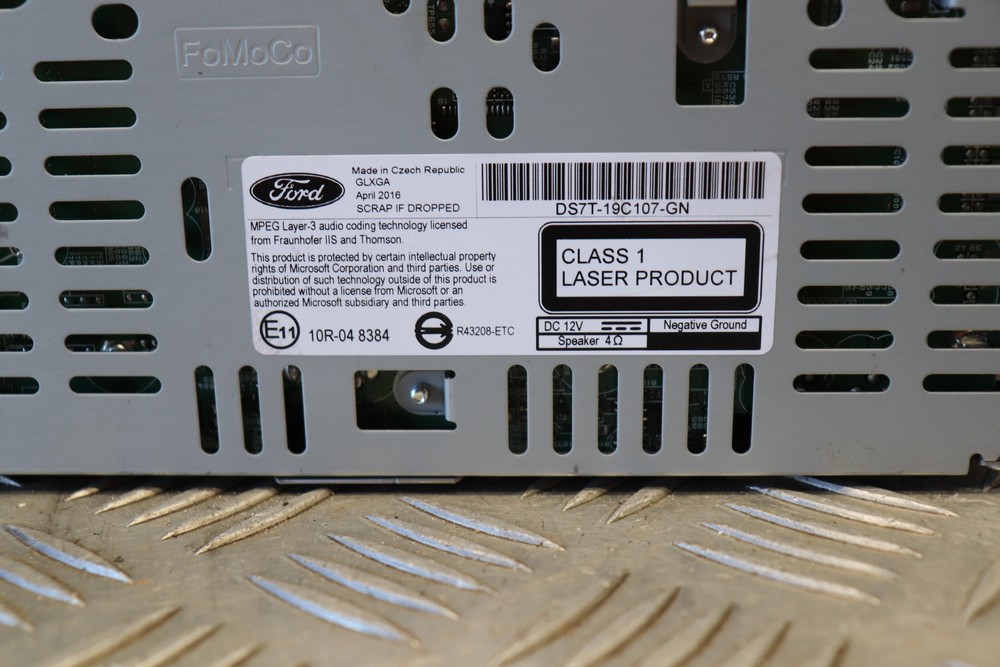 FoMoCo
Ford
Made in Czech Republic
GLXGA
April 2016
SCRAP IF DROPPED
DS7T-19C107-GN
MPEG Layer-3 audio coding technology licensed
from Fraunhofer IIS and Thomson.
This product is protected by certain intellectual property
rights of Microsoft Corporation and third parties. Use or
distribution of such technology outside of this product is
prohibited without a license from Microsoft or an
authorized Microsoft subsidiary and third parties.
CLASS 1
LASER PRODUCT
E11
10R-04 8384
R43208-ETC
DC 12V
Negative Ground
Speaker 4Ω